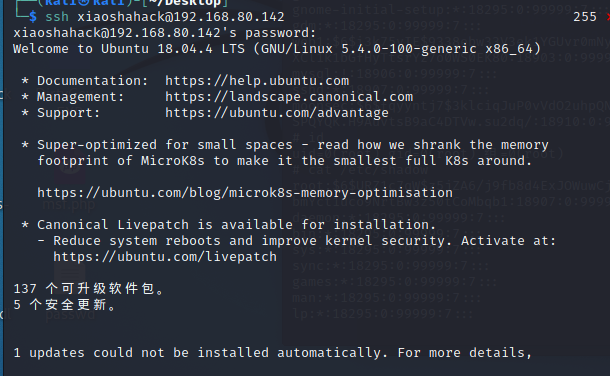 (kali㉿kali)-[~/Desktop]
$ ssh xiaoshahack@192.168.80.142 255
xiaoshahack@192.168.80.142's password:
Welcome to Ubuntu 18.04.4 LTS (GNU/Linux 5.4.0-100-generic x86_64)
* Documentation: https://help.ubuntu.com
* Management: https://landscape.canonical.com
* Support: https://ubuntu.com/advantage
* Super-optimized for small spaces - read how we shrank the memory
footprint of MicroK8s to make it the smallest full K8s around.
https://ubuntu.com/blog/microk8s-memory-optimisation
* Canonical Livepatch is available for installation.
- Reduce system reboots and improve kernel security. Activate at:
https://ubuntu.com/livepatch
137 个可升级软件包。
5 个安全更新。
1 updates could not be installed automatically. For more details,